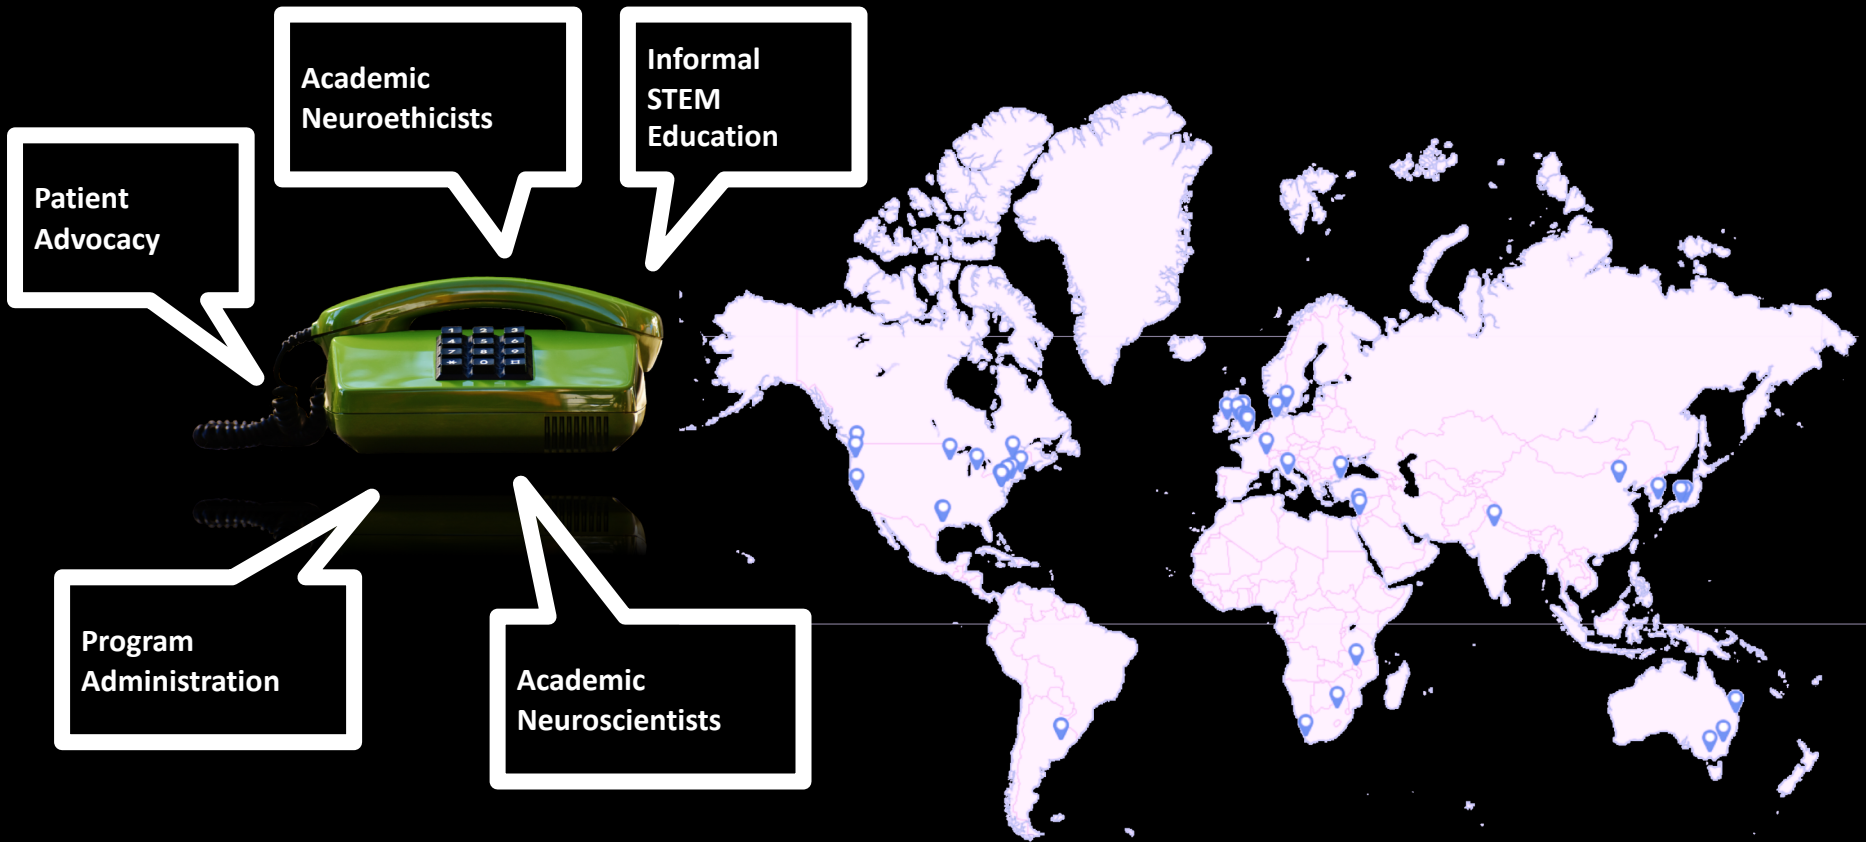 Academic
Neuroethicists
Informal
STEM
Education
Patient
Advocacy
Program
Administration
Academic
Neuroscientists